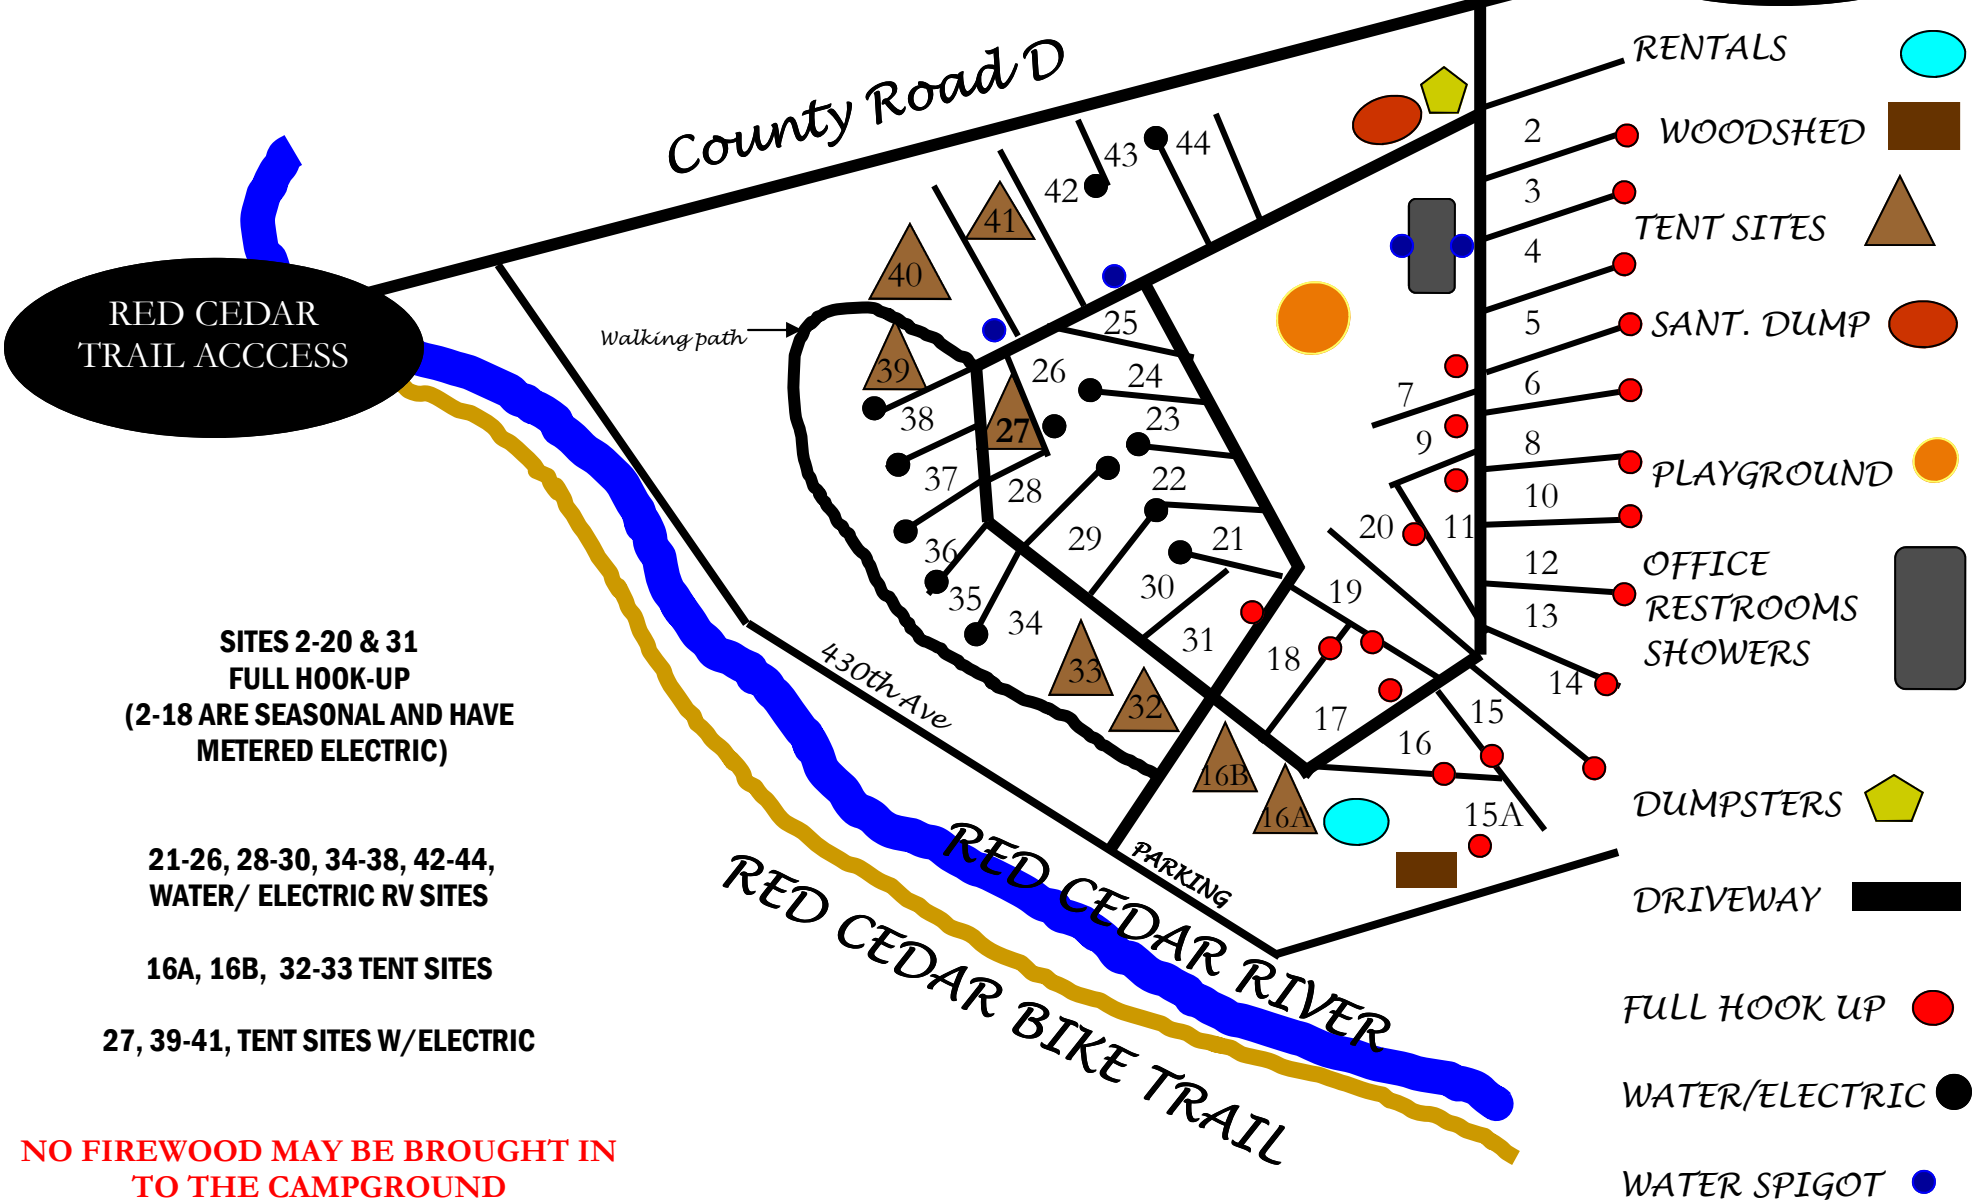 County Road D
RED CEDAR
TRAIL ACCCESS
Walking path
430th Ave
PARKING
RED CEDAR RIVER
RED CEDAR BIKE TRAIL
2
3
4
5
6
7
8
9
10
11
12
13
14
15
15A
16
16A
16B
17
18
19
20
21
22
23
24
25
26
27
28
29
30
31
32
33
34
35
36
37
38
39
40
41
42
43
44
SITES 2-20 & 31
FULL HOOK-UP
(2-18 ARE SEASONAL AND HAVE
METERED ELECTRIC)
21-26, 28-30, 34-38, 42-44,
WATER/ ELECTRIC RV SITES
16A, 16B, 32-33 TENT SITES
27, 39-41, TENT SITES W/ELECTRIC
NO FIREWOOD MAY BE BROUGHT IN
TO THE CAMPGROUND
RENTALS
WOODSHED
TENT SITES
SANT. DUMP
PLAYGROUND
OFFICE
RESTROOMS
SHOWERS
DUMPSTERS
DRIVEWAY
FULL HOOK UP
WATER/ELECTRIC
WATER SPIGOT